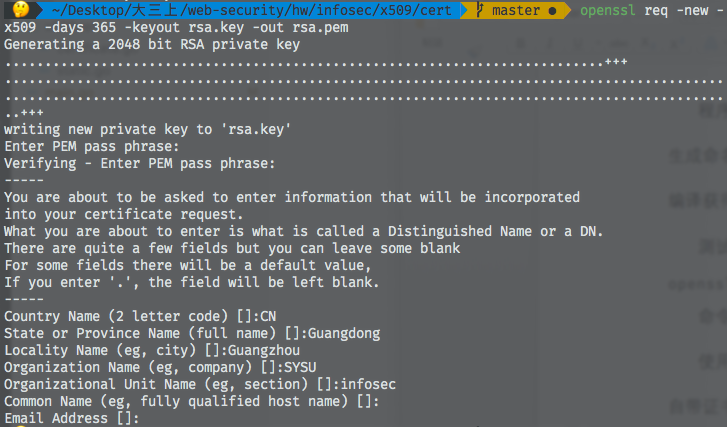 ~/Desktop/大三上/web-security/hw/infosec/x509/cert master ● openssl req -new -
x509 -days 365 -keyout rsa.key -out rsa.pem
Generating a 2048 bit RSA private key
.........................................................................+++
........................................................................................
........................................................................................
..+++
writing new private key to 'rsa.key'
Enter PEM pass phrase:
Verifying - Enter PEM pass phrase:
-----
You are about to be asked to enter information that will be incorporated
into your certificate request.
What you are about to enter is what is called a Distinguished Name or a DN.
There are quite a few fields but you can leave some blank
For some fields there will be a default value,
If you enter '.', the field will be left blank.
-----
Country Name (2 letter code) []:CN
State or Province Name (full name) []:Guangdong
Locality Name (eg, city) []:Guangzhou
Organization Name (eg, company) []:SYSU
Organizational Unit Name (eg, section) []:infosec
Common Name (eg, fully qualified host name) []:
Email Address []: